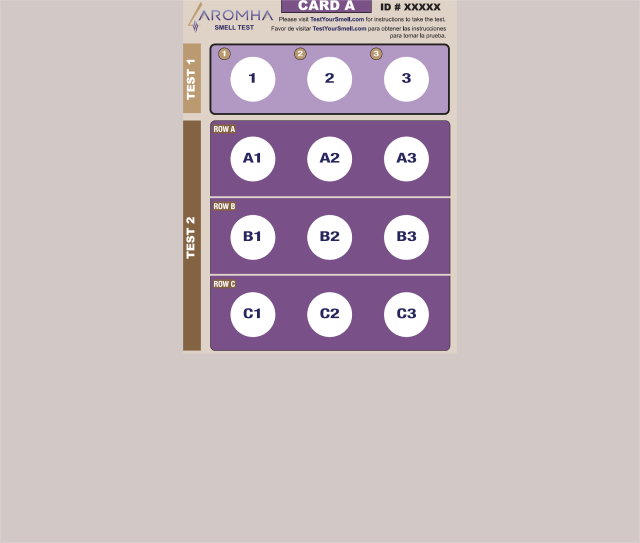 CARD A
ID # XXXXX
AROMHA
SMELL TEST
Please visit TestYourSmell.com for instructions to take the test.
Favor de visitar TestYourSmell.com para obtener las instrucciones
para tomar la prueba.
TEST 1
1 2 3
1 2 3
TEST 2
ROW A
A1 A2 A3
ROW B
B1 B2 B3
ROW C
C1 C2 C3